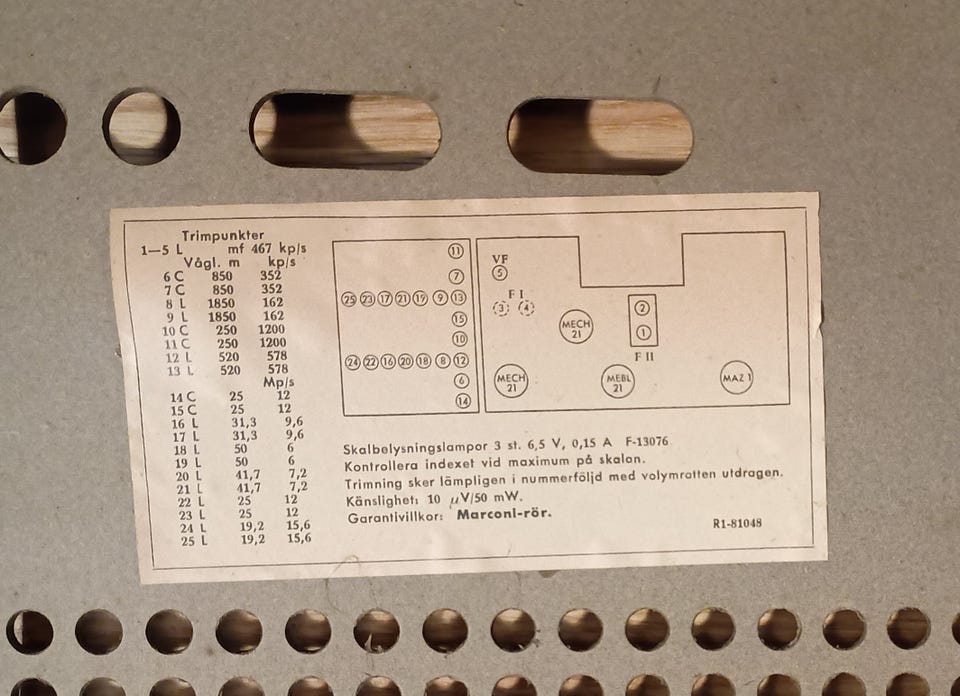 Trimpunkter
1—5 L mf 467 kp/s
Vågl. m kp/s
6 C 850 352
7 C 850 352
8 L 1850 162
9 L 1850 162
10 C 250 1200
11 C 250 1200
12 L 520 578
13 L 520 578
Mp/s
14 C 25 12
15 C 25 12
16 L 31,3 9,6
17 L 31,3 9,6
18 L 50 6
19 L 50 6
20 L 41,7 7,2
21 L 41,7 7,2
22 L 25 12
23 L 25 12
24 L 19,2 15,6
25 L 19,2 15,6
11
7
25 23 17 21 19 9 13
15
10
24 22 16 20 18 8 12
6
14
VF
5
F I
3 4
MECH
21
2
1
F II
MECH
21
MEBL
21
MAZ 1
Skalbelysningslampor 3 st. 6,5 V, 0,15 A F-13076
Kontrollera indexet vid maximum på skalan.
Trimning sker lämpligen i nummerföljd med volymratten utdragen.
Känslighet: 10 µV/50 mW.
Garantivillkor: Marconi-rör.
R1-81048